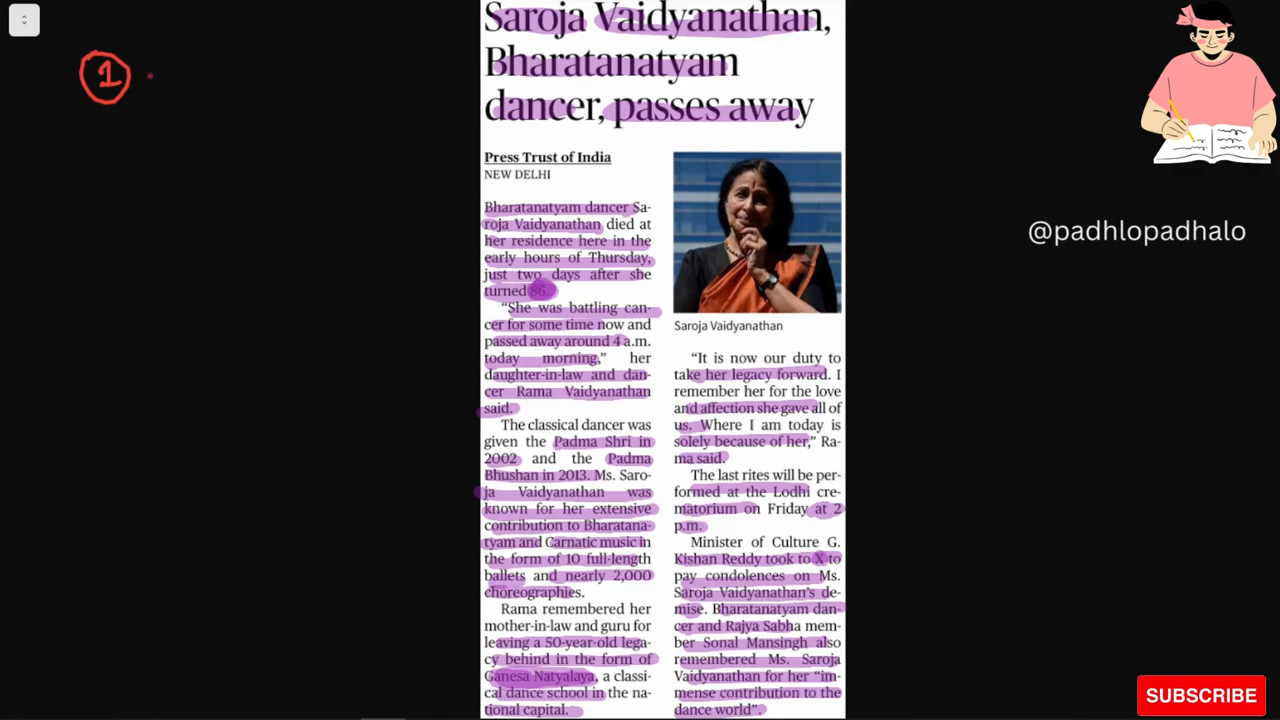 1
Saroja Vaidyanathan,
Bharatanatyam
dancer, passes away
Press Trust of India
NEW DELHI
Bharatanatyam dancer Sa-
roja Vaidyanathan died at
her residence here in the
early hours of Thursday,
just two days after she
turned 86.
“She was battling can-
cer for some time now and
passed away around 4 a.m.
today morning,” her
daughter-in-law and dan-
cer Rama Vaidyanathan
said.
The classical dancer was
given the Padma Shri in
2002 and the Padma
Bhushan in 2013. Ms. Saro-
ja Vaidyanathan was
known for her extensive
contribution to Bharatana-
tyam and Carnatic music in
the form of 10 full-length
ballets and nearly 2,000
choreographies.
Rama remembered her
mother-in-law and guru for
leaving a 50-year-old lega-
cy behind in the form of
Ganesa Natyalaya, a classi-
cal dance school in the na-
tional capital.
Saroja Vaidyanathan
“It is now our duty to
take her legacy forward. I
remember her for the love
and affection she gave all of
us. Where I am today is
solely because of her,” Ra-
ma said.
The last rites will be per-
formed at the Lodhi cre-
matorium on Friday at 2
p.m.
Minister of Culture G.
Kishan Reddy took to X to
pay condolences on Ms.
Saroja Vaidyanathan’s de-
mise. Bharatanatyam dan-
cer and Rajya Sabha mem-
ber Sonal Mansingh also
remembered Ms. Saroja
Vaidyanathan for her “im-
mense contribution to the
dance world”.
@padhlopadhalo
SUBSCRIBE